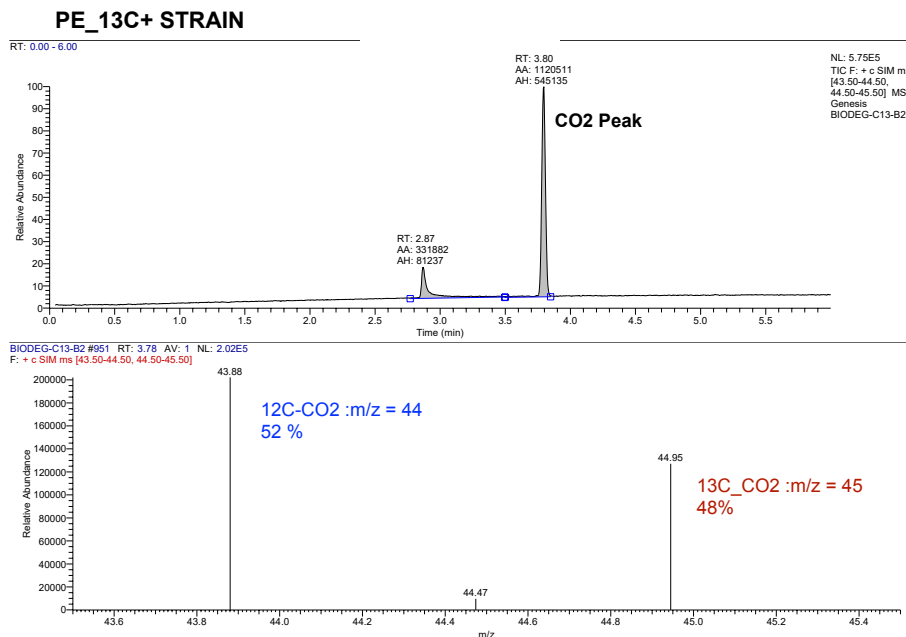 PE_13C+ STRAIN
RT: 0.00 - 6.00
RT: 3.80
AA: 1120511
AH: 545135
NL: 5.75E5
TIC F: + c SIM m
[43.50-44.50,
44.50-45.50] MS
Genesis
BIODEG-C13-B2
CO2 Peak
RT: 2.87
AA: 331882
AH: 81237
Relative Abundance
100
90
80
70
60
50
40
30
20
10
0
0.0 0.5 1.0 1.5 2.0 2.5 3.0 3.5 4.0 4.5 5.0 5.5
Time (min)
BIODEG-C13-B2 #951 RT: 3.78 AV: 1 NL: 2.02E5
F: + c SIM ms [43.50-44.50, 44.50-45.50]
43.88
12C-CO2 :m/z = 44
52 %
44.95
13C_CO2 :m/z = 45
48%
44.47
Relative Abundance
200000
180000
160000
140000
120000
100000
80000
60000
40000
20000
0
43.6 43.8 44.0 44.2 44.4 44.6 44.8 45.0 45.2 45.4
m/z